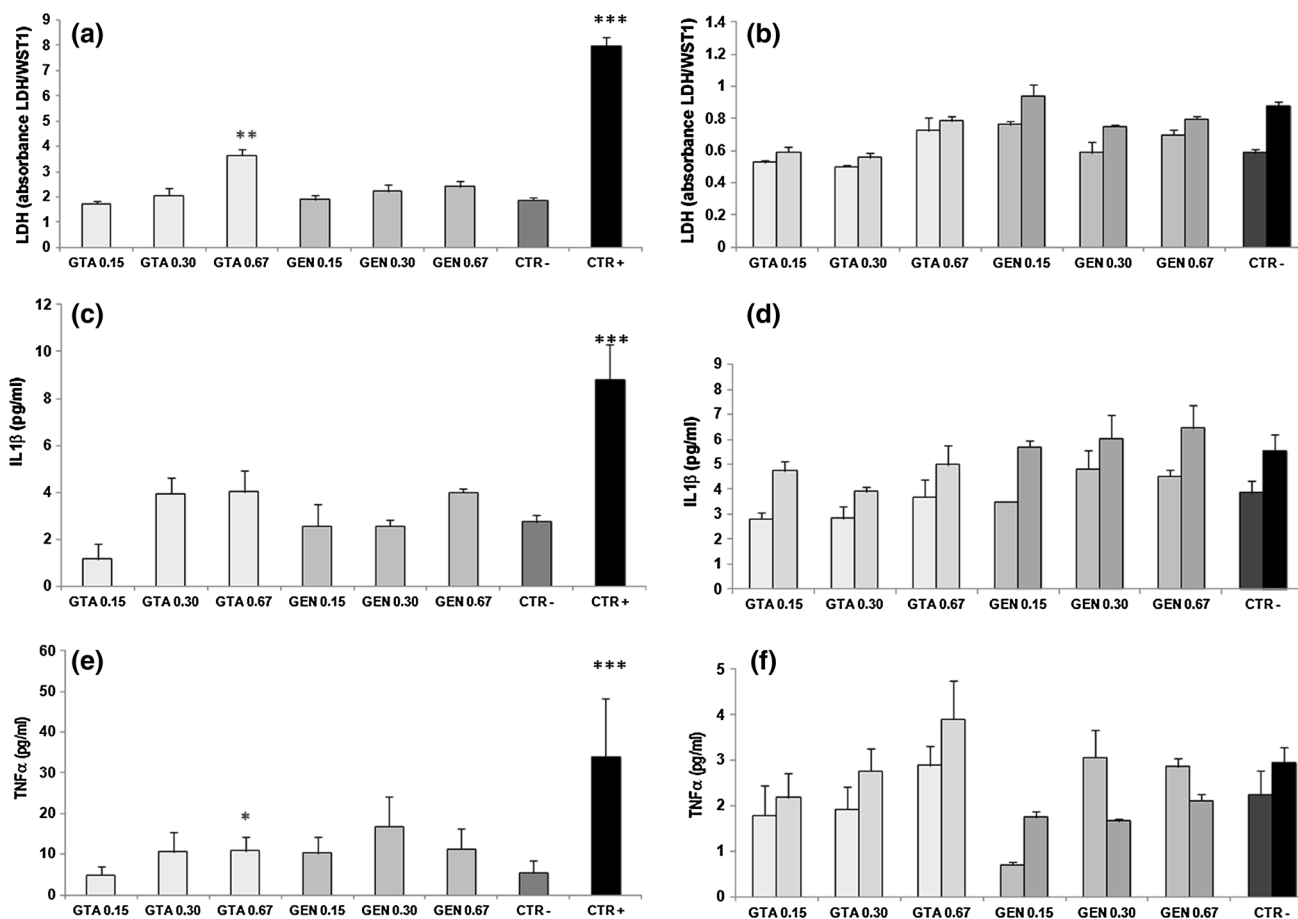 (a)
LDH (absorbance LDH/WST1)
9
8
7
6
5
4
3
2
1
0
**
***
GTA 0.15 GTA 0.30 GTA 0.67 GEN 0.15 GEN 0.30 GEN 0.67 CTR - CTR +
(b)
LDH (absorbance LDH/WST1)
1.4
1.2
1
0.8
0.6
0.4
0.2
0
GTA 0.15 GTA 0.30 GTA 0.67 GEN 0.15 GEN 0.30 GEN 0.67 CTR -
(c)
IL1β (pg/ml)
12
10
8
6
4
2
0
***
GTA 0.15 GTA 0.30 GTA 0.67 GEN 0.15 GEN 0.30 GEN 0.67 CTR - CTR +
(d)
IL1β (pg/ml)
9
8
7
6
5
4
3
2
1
0
GTA 0.15 GTA 0.30 GTA 0.67 GEN 0.15 GEN 0.30 GEN 0.67 CTR -
(e)
TNFα (pg/ml)
60
50
40
30
20
10
0
*
***
GTA 0.15 GTA 0.30 GTA 0.67 GEN 0.15 GEN 0.30 GEN 0.67 CTR - CTR +
(f)
TNFα (pg/ml)
5
4
3
2
1
0
GTA 0.15 GTA 0.30 GTA 0.67 GEN 0.15 GEN 0.30 GEN 0.67 CTR -